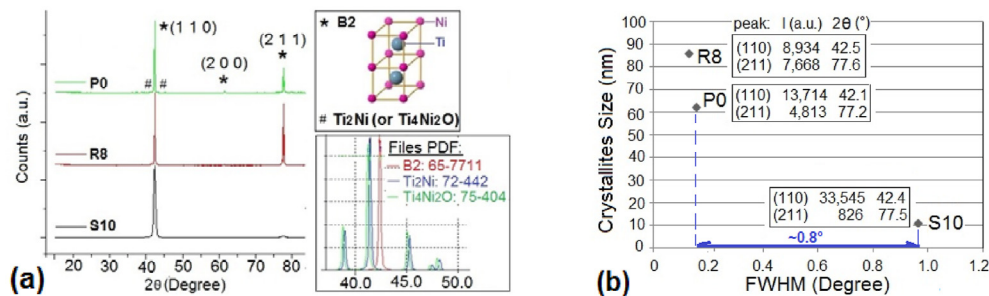 (a)
Counts (a.u.)
*(1 1 0)
(2 1 1)
*
(2 0 0)
*
# #
P0
R8
S10
20 30 40 50 60 70 80
2θ (Degree)
* B2
Ni
Ti
# Ti2Ni (or Ti4Ni2O)
Files PDF:
B2: 65-7711
Ti2Ni: 72-442
Ti4Ni2O: 75-404
40.0 45.0 50.0
(b)
Crystallites Size (nm)
100
90
80
70
60
50
40
30
20
10
0
peak: I (a.u.) 2θ (°)
R8
(110) 8,934 42.5
(211) 7,668 77.6
P0
(110) 13,714 42.1
(211) 4,813 77.2
(110) 33,545 42.4
(211) 826 77.5
S10
~0.8°
0 0.2 0.4 0.6 0.8 1.0 1.2
FWHM (Degree)